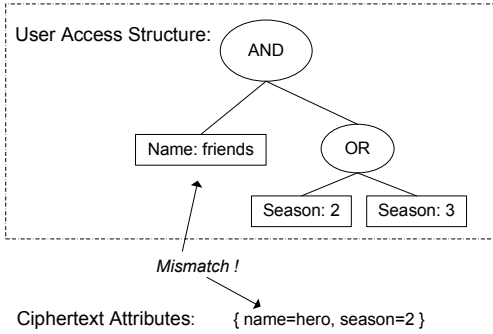 User Access Structure:
AND
Name: friends
OR
Season: 2
Season: 3
Mismatch !
Ciphertext Attributes: { name=hero, season=2 }